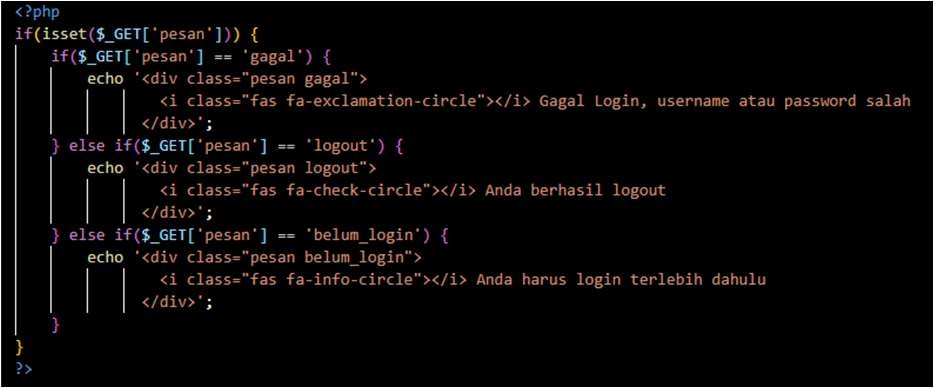 <?php
if(isset($_GET['pesan'])) {
    if($_GET['pesan'] == 'gagal') {
        echo '<div class="pesan gagal">
                <i class="fas fa-exclamation-circle"></i> Gagal Login, username atau password salah
              </div>';
    } else if($_GET['pesan'] == 'logout') {
        echo '<div class="pesan logout">
                <i class="fas fa-check-circle"></i> Anda berhasil logout
              </div>';
    } else if($_GET['pesan'] == 'belum_login') {
        echo '<div class="pesan belum_login">
                <i class="fas fa-info-circle"></i> Anda harus login terlebih dahulu
              </div>';
    }
}
?>